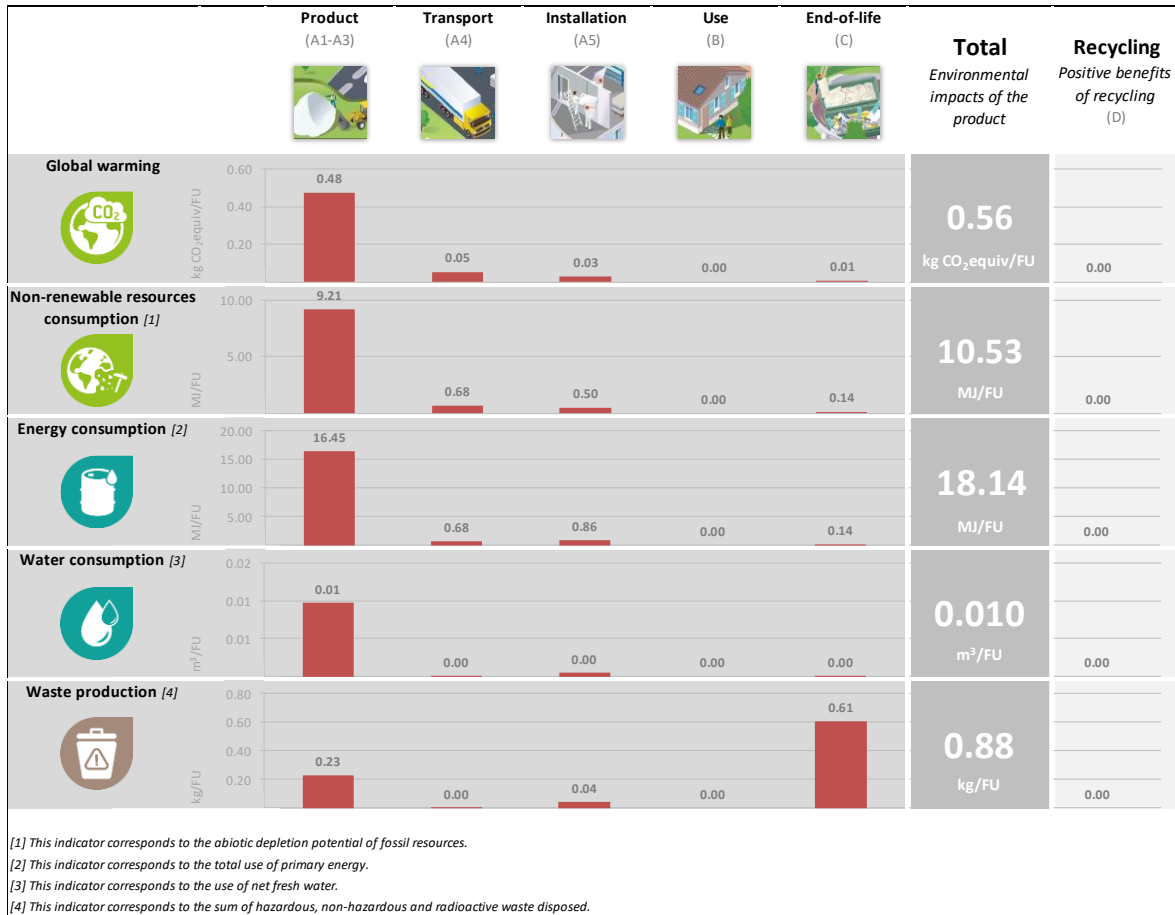 Product
(A1-A3)
Transport
(A4)
Installation
(A5)
Use
(B)
End-of-life
(C)
Total
Environmental
impacts of the
product
Recycling
Positive benefits
of recycling
(D)
Global warming
CO2
kg CO2equiv/FU
0.60
0.40
0.20
0.48
0.05
0.03
0.00
0.01
0.56
kg CO2equiv/FU
0.00
Non-renewable resources
consumption [1]
MJ/FU
10.00
5.00
9.21
0.68
0.50
0.00
0.14
10.53
MJ/FU
0.00
Energy consumption [2]
MJ/FU
20.00
15.00
10.00
5.00
16.45
0.68
0.86
0.00
0.14
18.14
MJ/FU
0.00
Water consumption [3]
m³/FU
0.02
0.01
0.01
0.01
0.00
0.00
0.00
0.00
0.010
m³/FU
0.00
Waste production [4]
kg/FU
0.80
0.60
0.40
0.20
0.23
0.00
0.04
0.00
0.61
0.88
kg/FU
0.00
[1] This indicator corresponds to the abiotic depletion potential of fossil resources.
[2] This indicator corresponds to the total use of primary energy.
[3] This indicator corresponds to the use of net fresh water.
[4] This indicator corresponds to the sum of hazardous, non-hazardous and radioactive waste disposed.